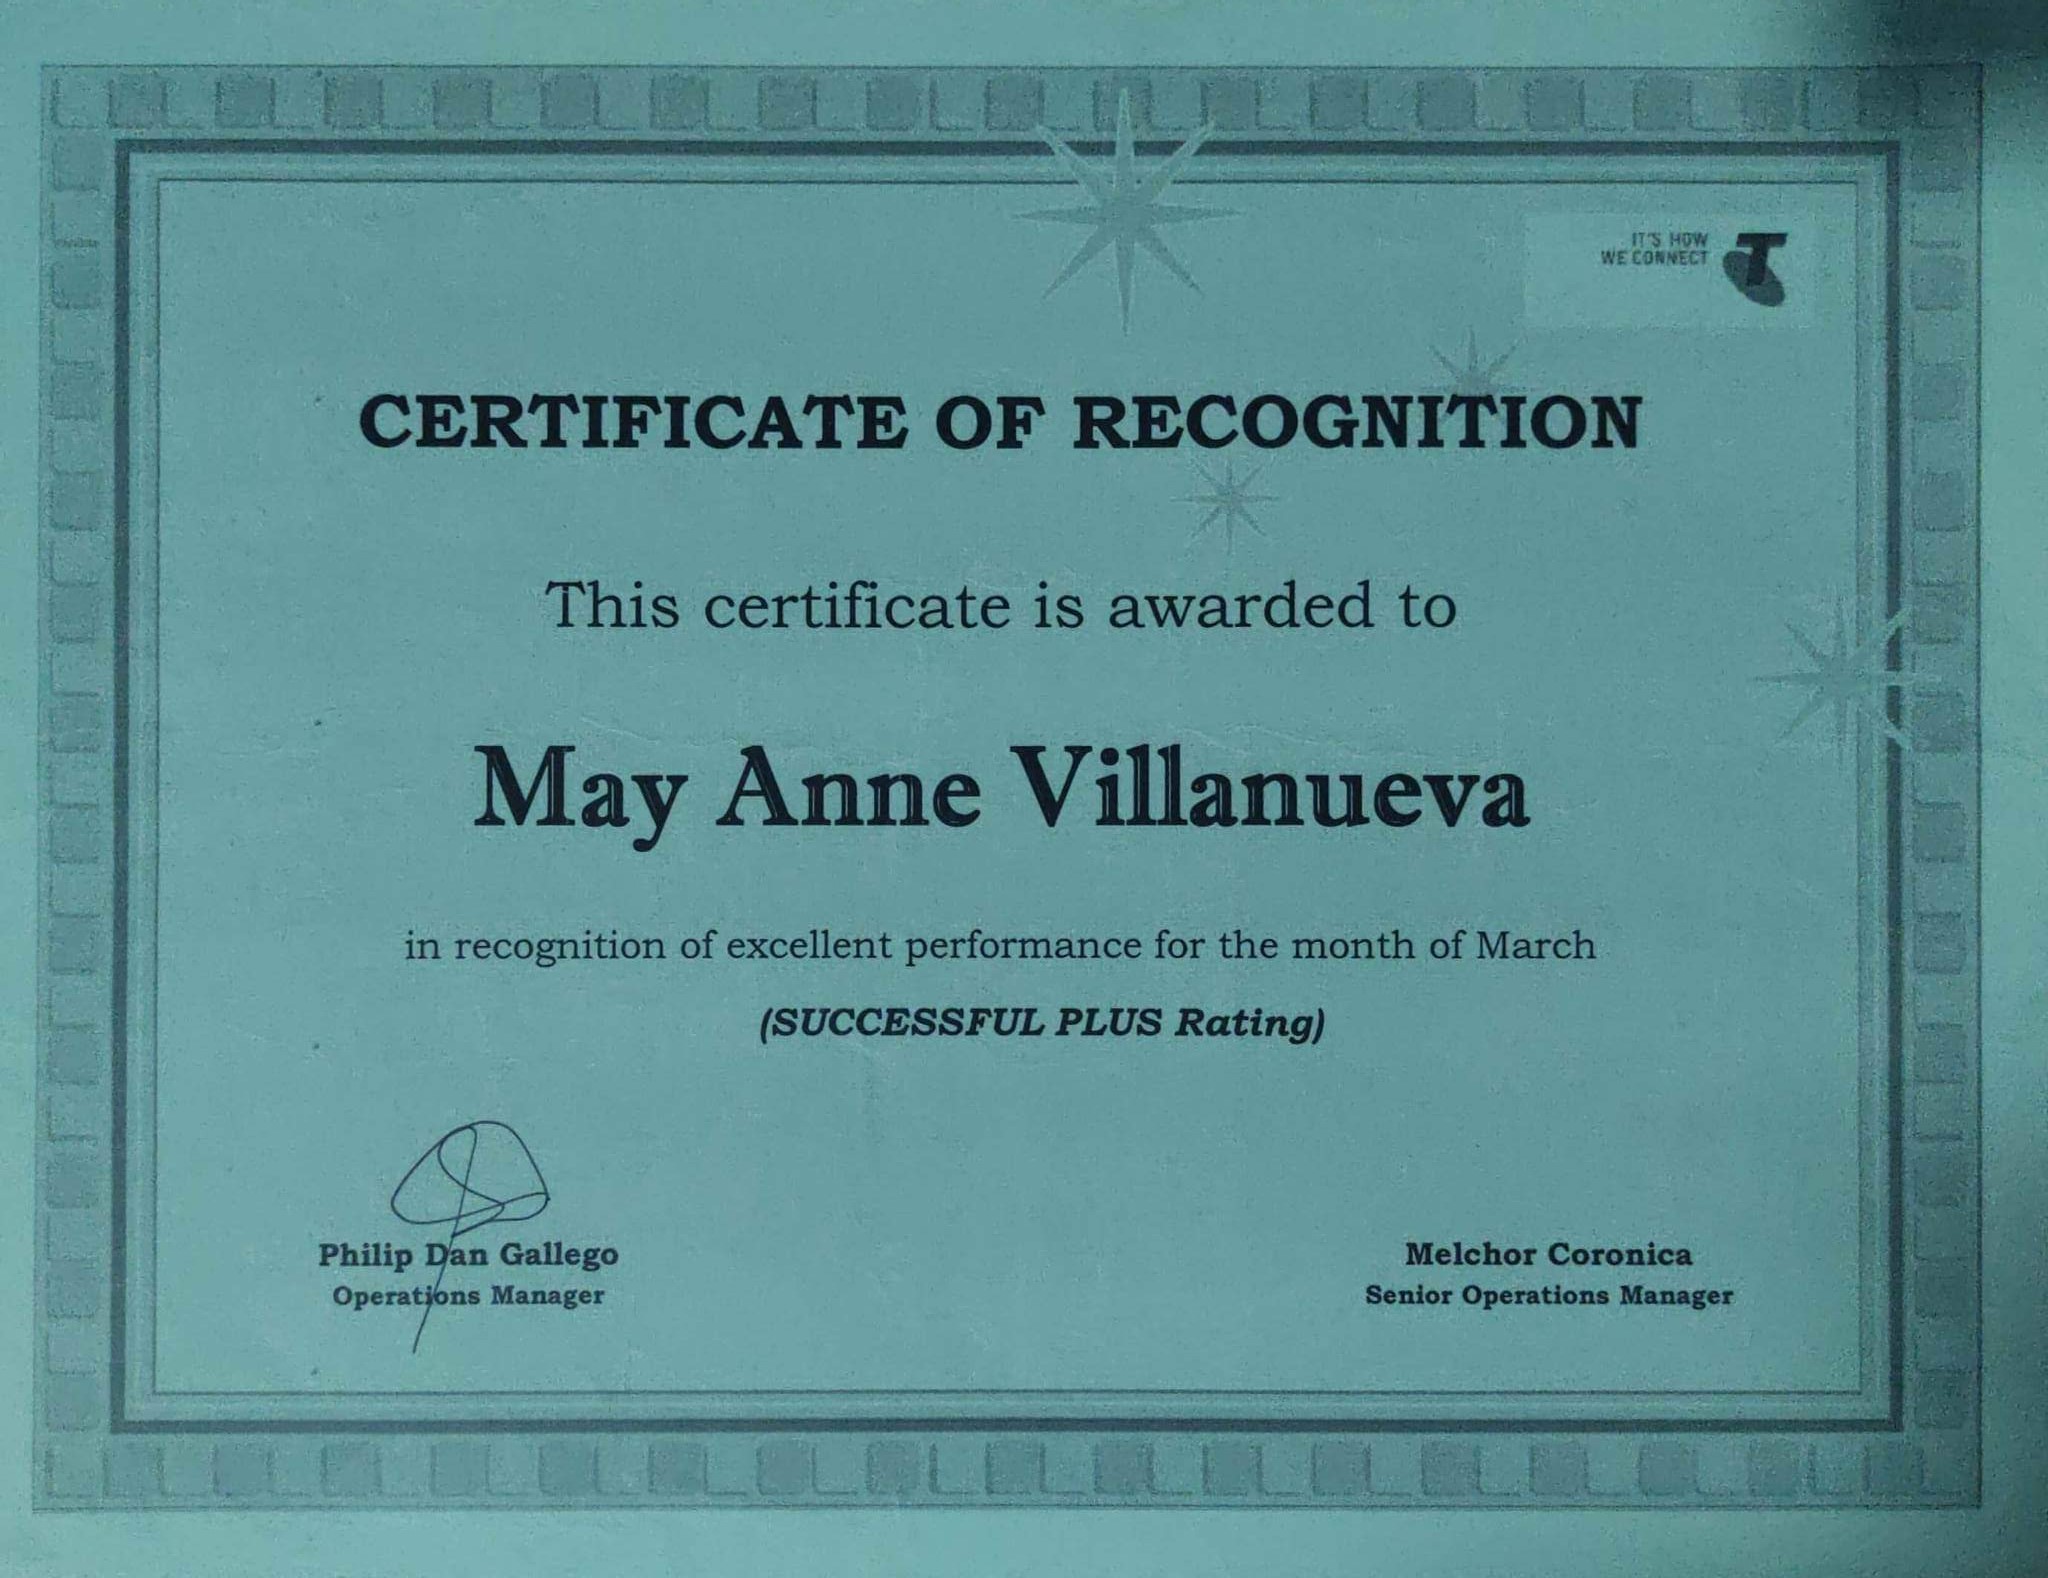 IT'S HOW
WE CONNECT
CERTIFICATE OF RECOGNITION
This certificate is awarded to
May Anne Villanueva
in recognition of excellent performance for the month of March
(SUCCESSFUL PLUS Rating)
Philip Dan Gallego
Operations Manager
Melchor Coronica
Senior Operations Manager